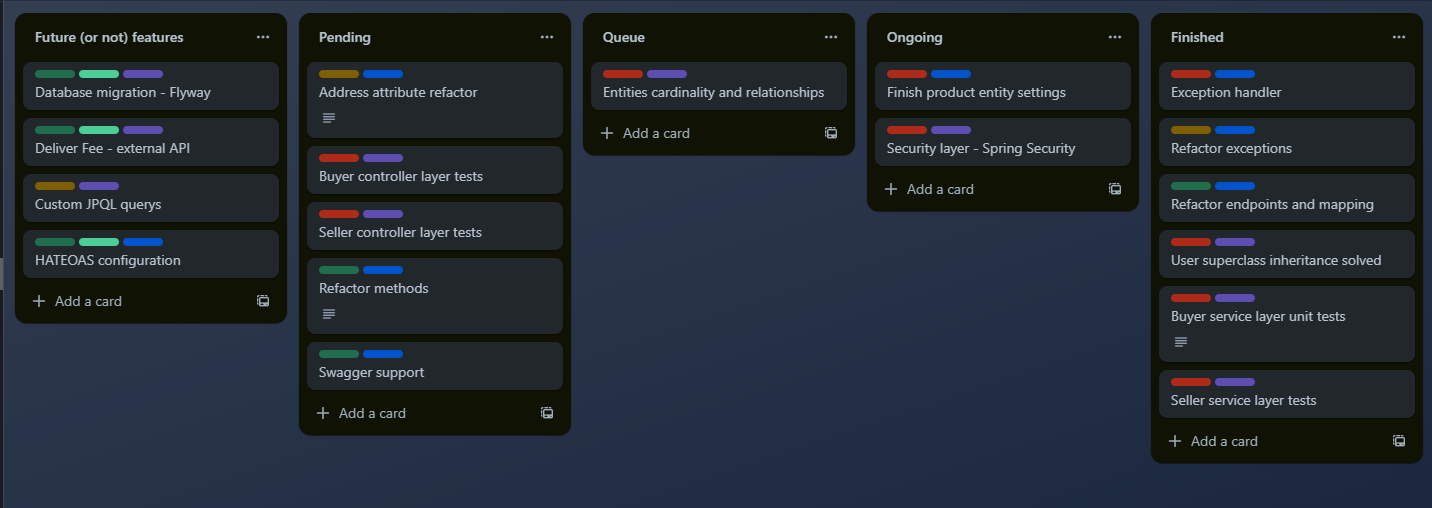 Future (or not) features
Database migration - Flyway
Deliver Fee - external API
Custom JPQL querys
HATEOAS configuration
Add a card
Pending
Address attribute refactor
Buyer controller layer tests
Seller controller layer tests
Refactor methods
Swagger support
Add a card
Queue
Entities cardinality and relationships
Add a card
Ongoing
Finish product entity settings
Security layer - Spring Security
Add a card
Finished
Exception handler
Refactor exceptions
Refactor endpoints and mapping
User superclass inheritance solved
Buyer service layer unit tests
Seller service layer tests
Add a card